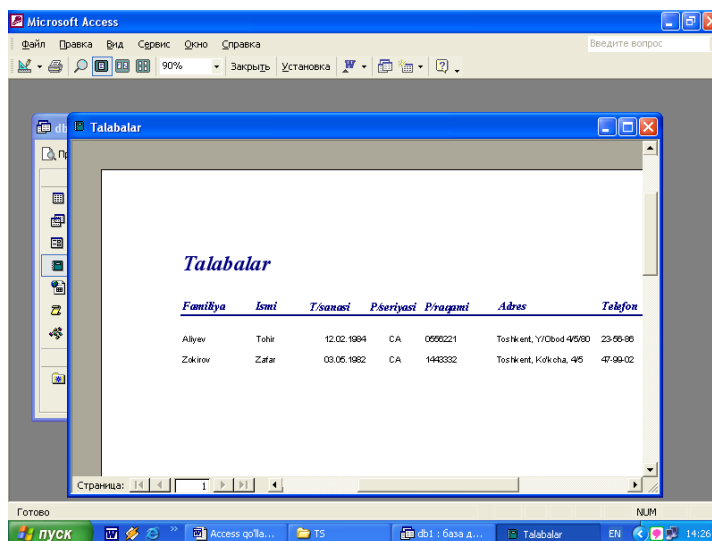 Microsoft Access
Файл Правка Вид Сервис Окно Справка Введите вопрос
90% Закрыть Установка
db
Talabalar
Пр
Talabalar
Familiya Ismi T/sanasi P/seriyasi P/raqami Adres Telefon
Aliyev Tohir 12.02.1984 CA 0556221 Toshkent, Y/Obod 4/5/80 23-56-86
Zokirov Zafar 03.05.1982 CA 1443332 Toshkent, Ko'kcha, 4/5 47-99-02
Страница: 1
Готово NUM
пуск Access qo'lla... TS db1 : база д... Talabalar EN 14:26